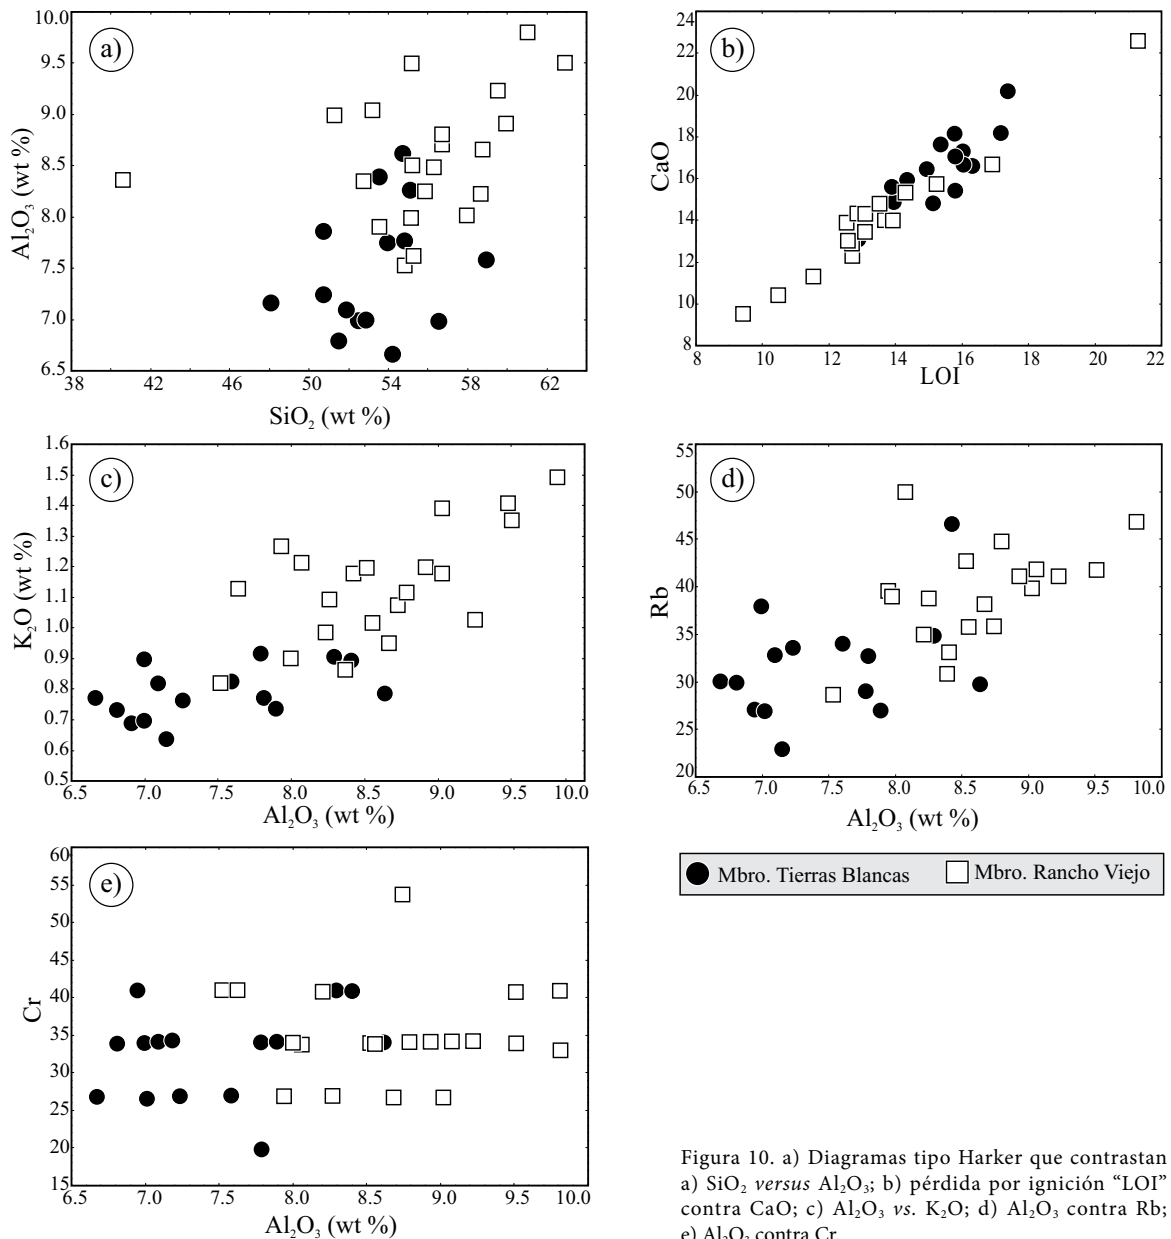 a)
10.0
9.5
9.0
8.5
8.0
7.5
7.0
6.5
Al₂O₃ (wt %)
38 42 46 50 54 58 62
SiO₂ (wt %)
b)
24
22
20
18
16
14
12
10
8
CaO
8 10 12 14 16 18 20 22
LOI
c)
1.6
1.5
1.4
1.3
1.2
1.1
1.0
0.9
0.8
0.7
0.6
0.5
K₂O (wt %)
6.5 7.0 7.5 8.0 8.5 9.0 9.5 10.0
Al₂O₃ (wt %)
d)
55
50
45
40
35
30
25
20
Rb
6.5 7.0 7.5 8.0 8.5 9.0 9.5 10.0
Al₂O₃ (wt %)
Mbro. Tierras Blancas Mbro. Rancho Viejo
e)
60
55
50
45
40
35
30
25
20
15
Cr
6.5 7.0 7.5 8.0 8.5 9.0 9.5 10.0
Al₂O₃ (wt %)
Figura 10. a) Diagramas tipo Harker que contrastan
a) SiO₂ versus Al₂O₃; b) pérdida por ignición “LOI”
contra CaO; c) Al₂O₃ vs. K₂O; d) Al₂O₃ contra Rb;
e) Al₂O₃ contra Cr.